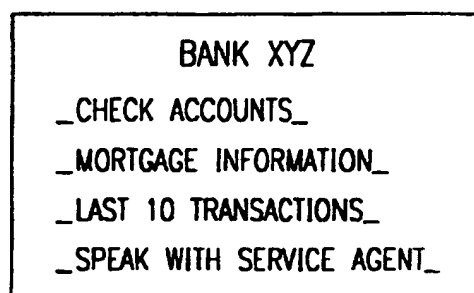 BANK XYZ
_CHECK ACCOUNTS_
_MORTGAGE INFORMATION_
_LAST 10 TRANSACTIONS_
_SPEAK WITH SERVICE AGENT_